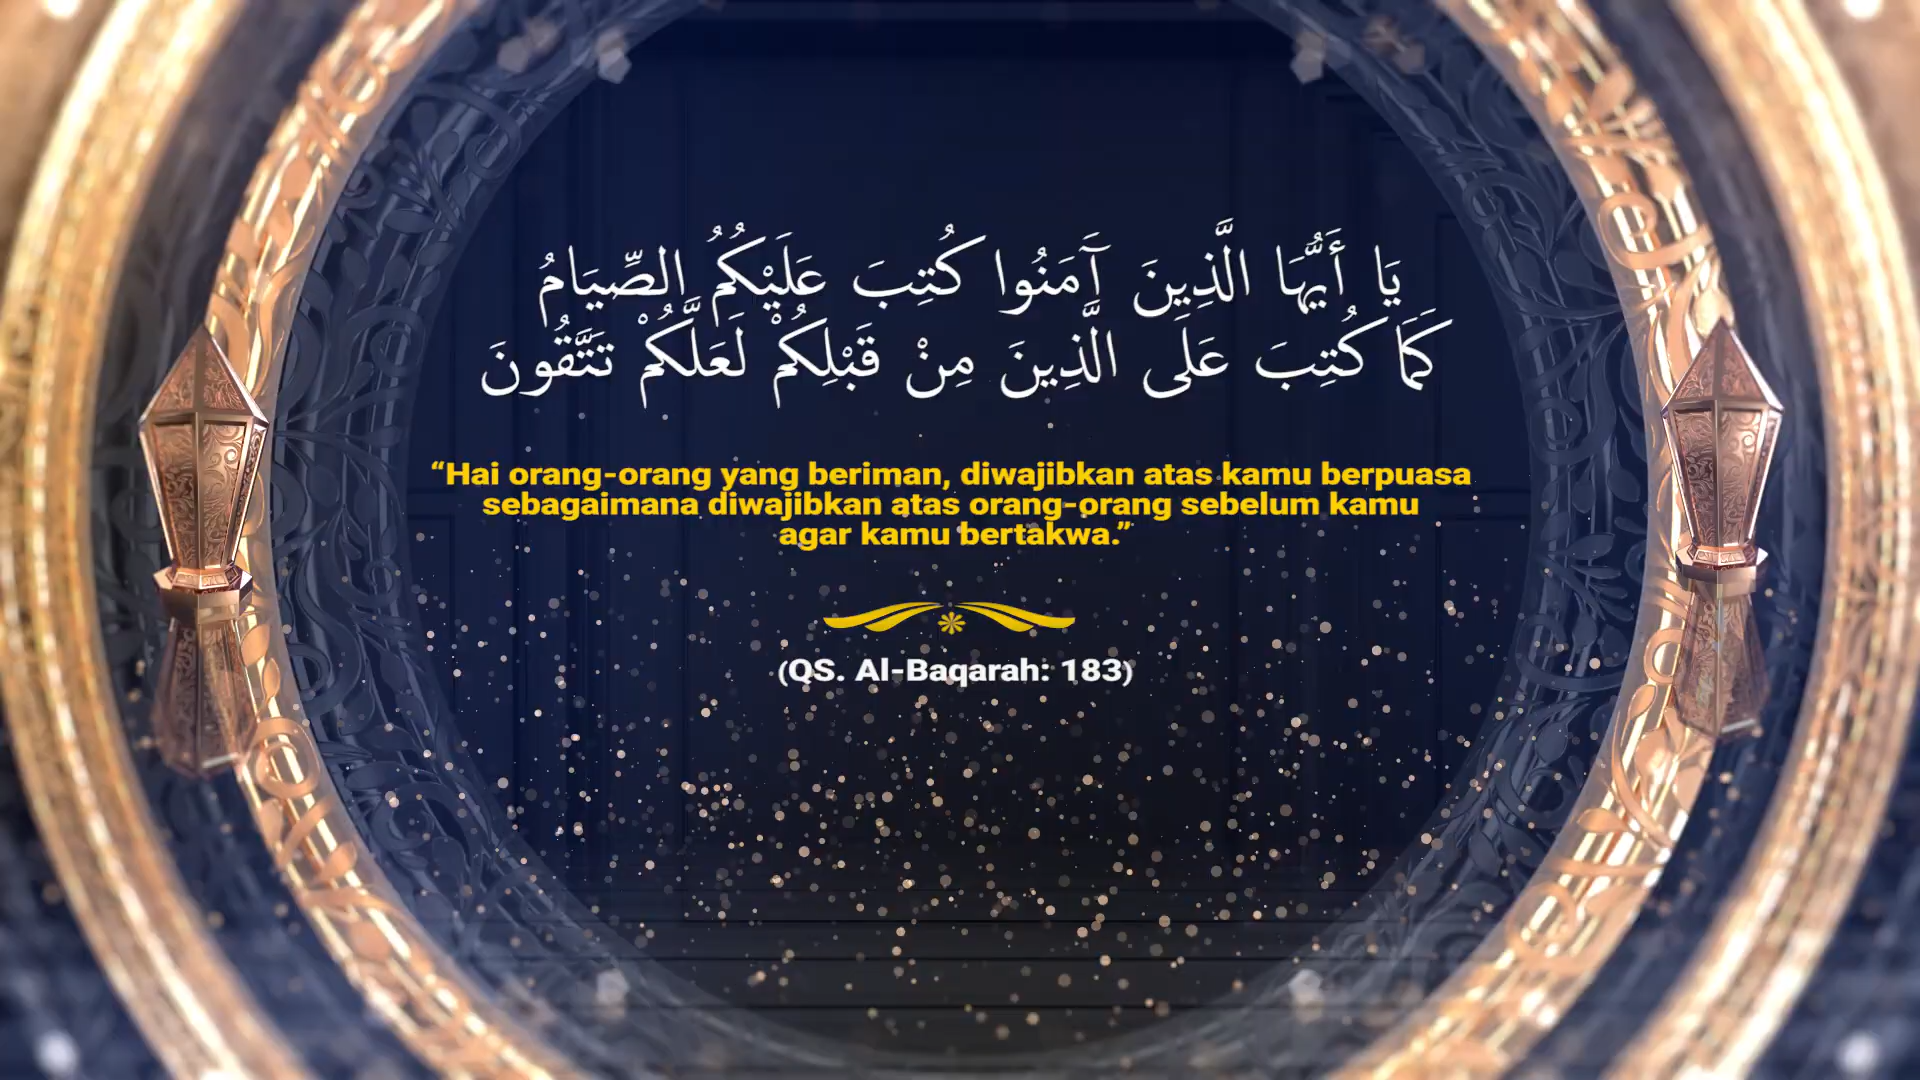 يَا أَيُّهَا الَّذِينَ آمَنُوا كُتِبَ عَلَيْكُمُ الصِّيَامُ
كَمَا كُتِبَ عَلَى الَّذِينَ مِنْ قَبْلِكُمْ لَعَلَّكُمْ تَتَّقُونَ
“Hai orang-orang yang beriman, diwajibkan atas kamu berpuasa
sebagaimana diwajibkan atas orang-orang sebelum kamu
agar kamu bertakwa.”
(QS. Al-Baqarah: 183)